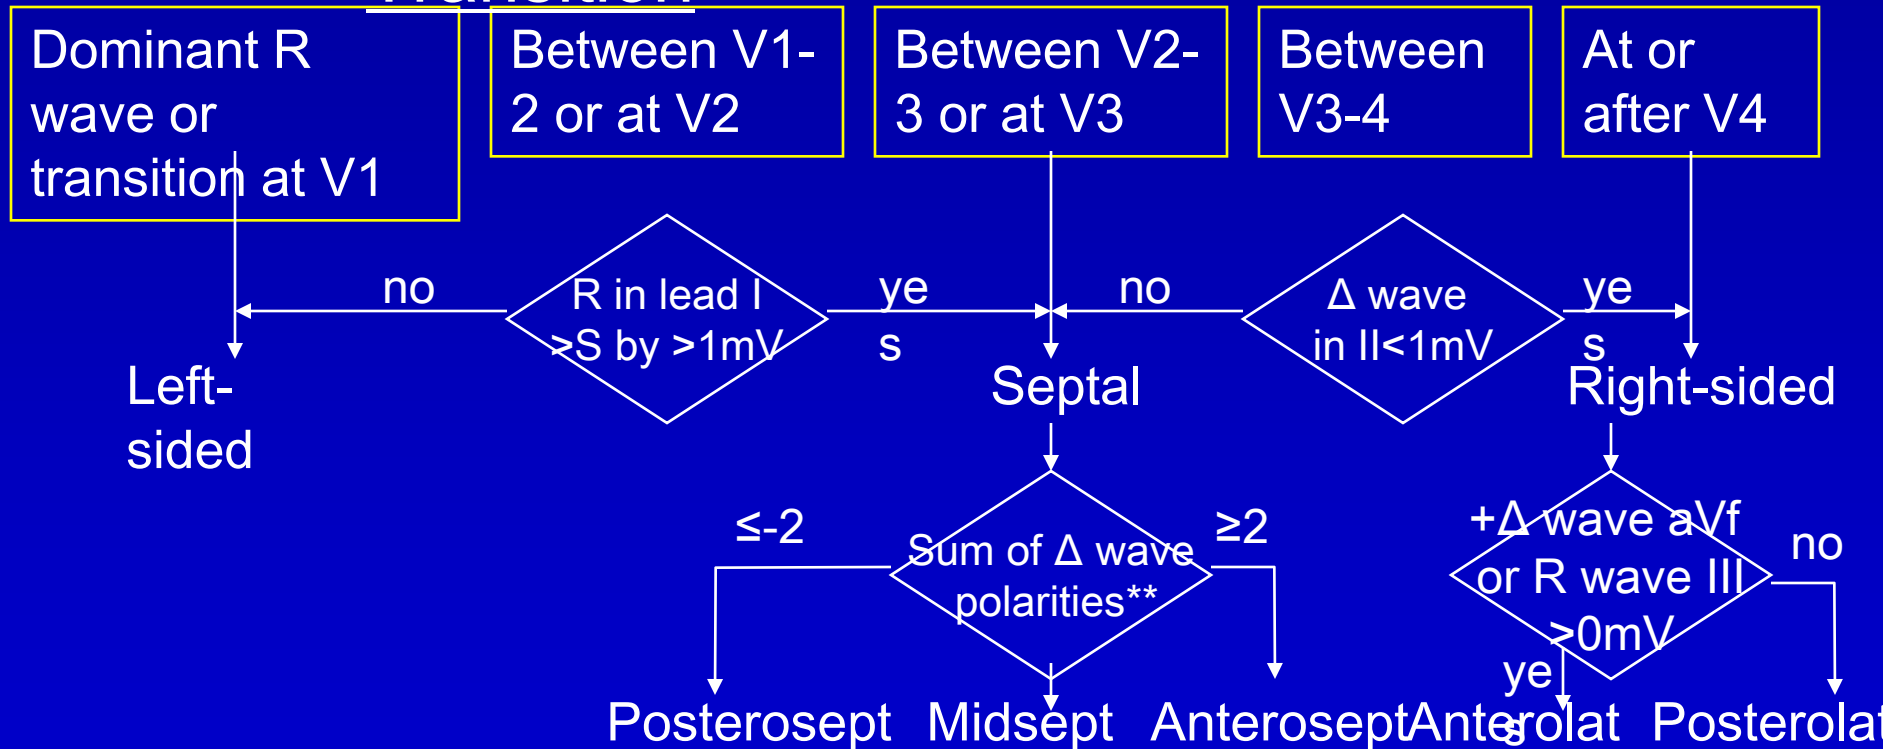 Transition
Dominant R
wave or
transition at V1
Between V1-
2 or at V2
Between V2-
3 or at V3
Between
V3-4
At or
after V4
no
R in lead I
>S by >1mV
ye
s
no
Δ wave
in II<1mV
ye
s
Left-
sided
Septal
Right-sided
≤-2
Sum of Δ wave
polarities**
≥2
+Δ wave aVf
or R wave III
>0mV
no
ye
s
Posterosept
Midsept
Anterosept
Anterolat
Posterolat